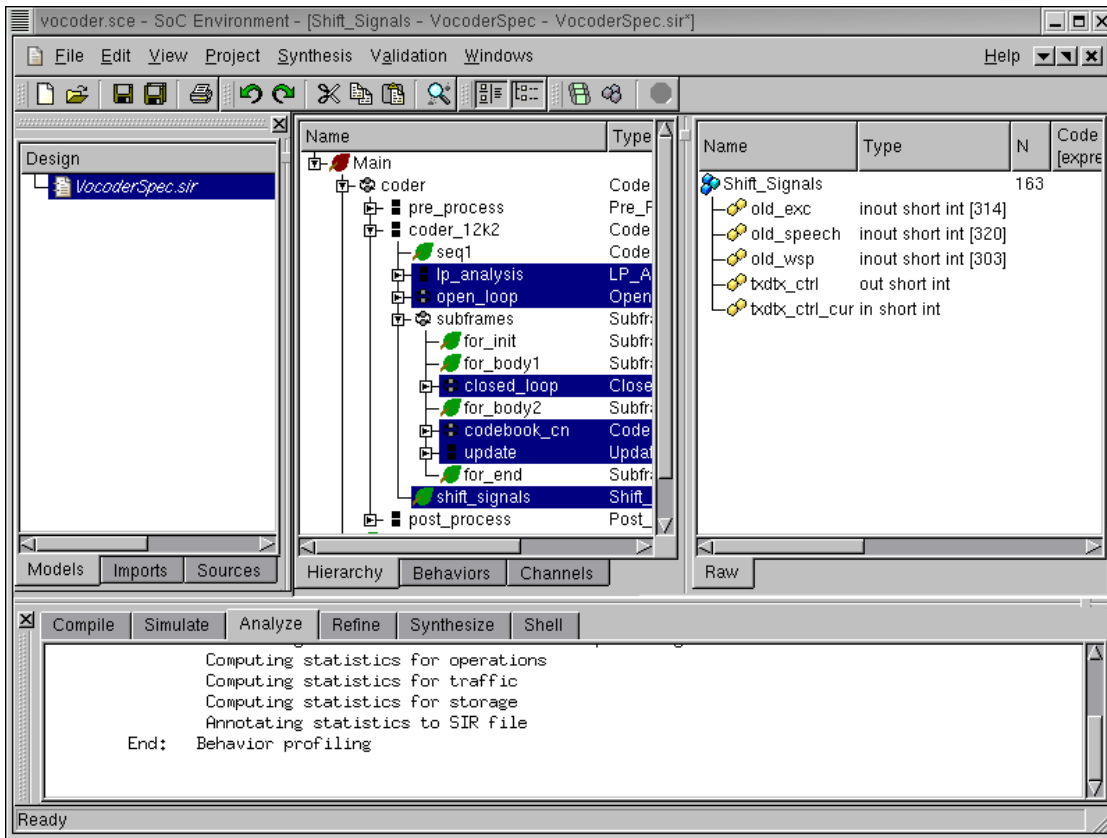 vocoder.sce - SoC Environment - [Shift_Signals - VocoderSpec - VocoderSpec.sir*]
File Edit View Project Synthesis Validation Windows Help
Design
VocoderSpec.sir
Models Imports Sources
Name Type
Main
coder Code
pre_process Pre_F
coder_12k2 Code
seq1 Code
lp_analysis LP_A
open_loop Open
subframes Subfr
for_init Subfr
for_body1 Subfr
closed_loop Close
for_body2 Subfr
codebook_cn Code
update Updat
for_end Subfr
shift_signals Shift_
post_process Post_
Hierarchy Behaviors Channels
Name Type N Code
[expre
Shift_Signals 163
old_exc inout short int [314]
old_speech inout short int [320]
old_wsp inout short int [303]
txdtx_ctrl out short int
txdtx_ctrl_cur in short int
Raw
Compile Simulate Analyze Refine Synthesize Shell
Computing statistics for operations
Computing statistics for traffic
Computing statistics for storage
Annotating statistics to SIR file
End: Behavior profiling
Ready